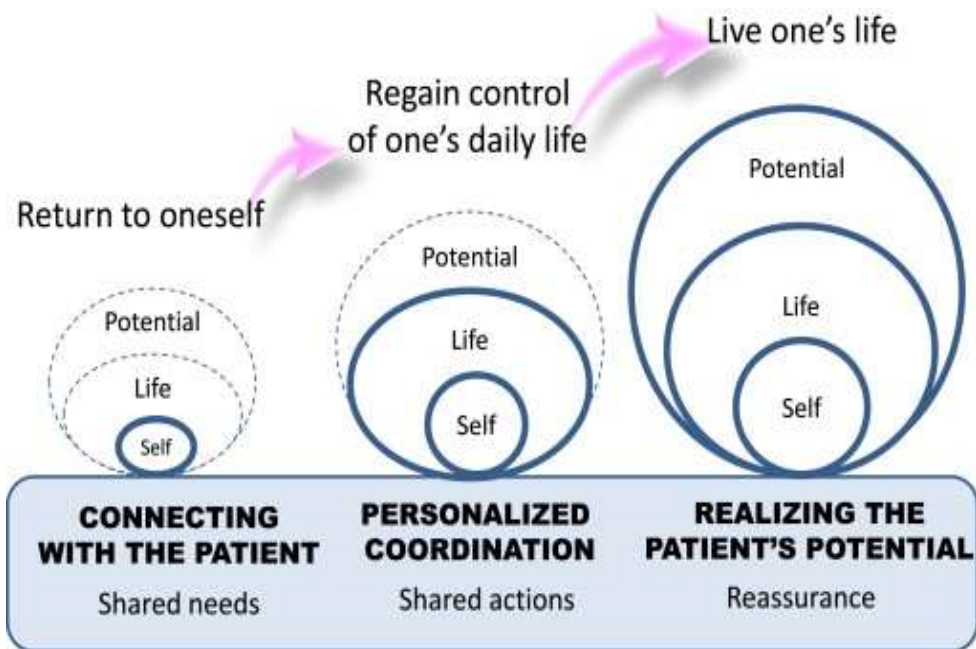 Live one's life
Regain control
of one's daily life
Return to oneself
Potential
Life
Self
Potential
Life
Self
Potential
Life
Self
CONNECTING
WITH THE PATIENT
Shared needs
PERSONALIZED
COORDINATION
Shared actions
REALIZING THE
PATIENT'S POTENTIAL
Reassurance